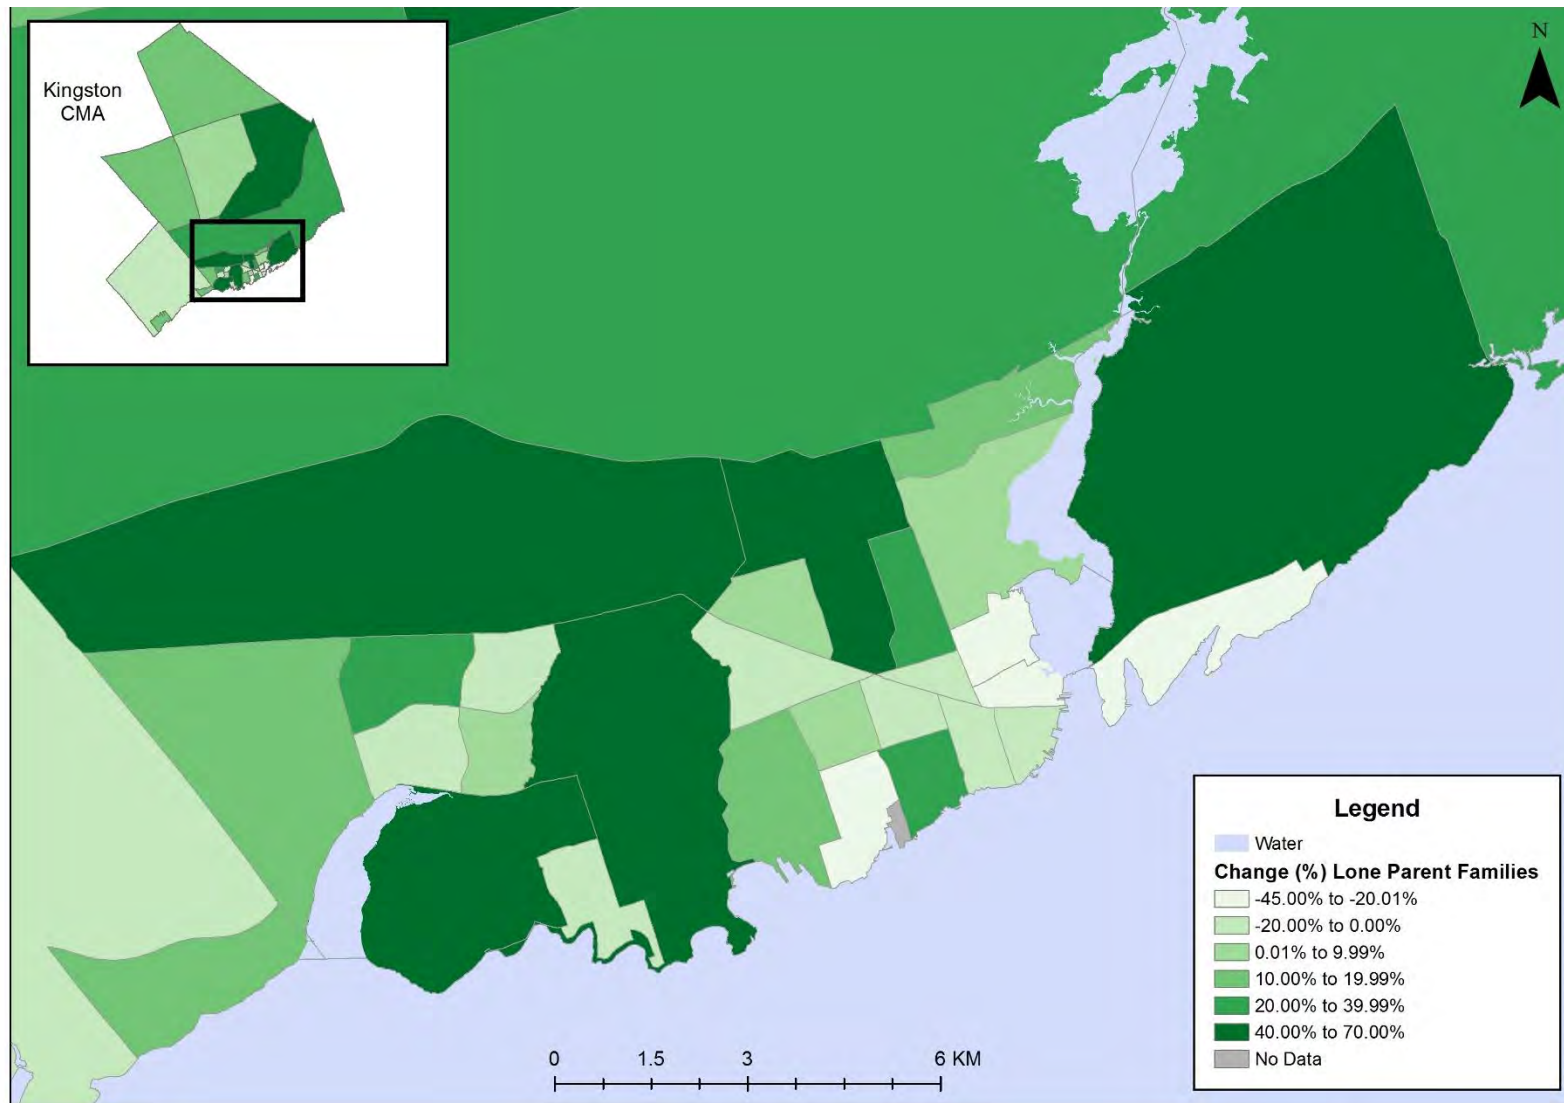 Kingston
CMA
N
Legend
Water
Change (%) Lone Parent Families
-45.00% to -20.01%
-20.00% to 0.00%
0.01% to 9.99%
10.00% to 19.99%
20.00% to 39.99%
40.00% to 70.00%
No Data
0 1.5 3 6 KM